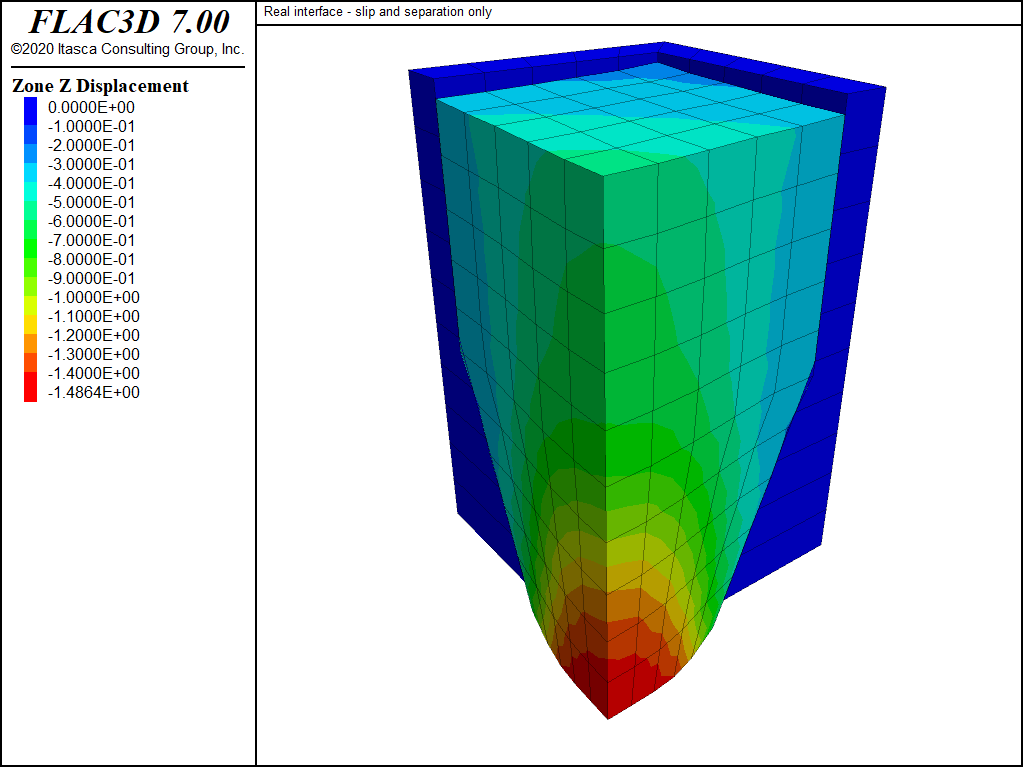 FLAC3D 7.00
©2020 Itasca Consulting Group, Inc.
Zone Z Displacement
0.0000E+00
-1.0000E-01
-2.0000E-01
-3.0000E-01
-4.0000E-01
-5.0000E-01
-6.0000E-01
-7.0000E-01
-8.0000E-01
-9.0000E-01
-1.0000E+00
-1.1000E+00
-1.2000E+00
-1.3000E+00
-1.4000E+00
-1.4864E+00
Real interface - slip and separation only